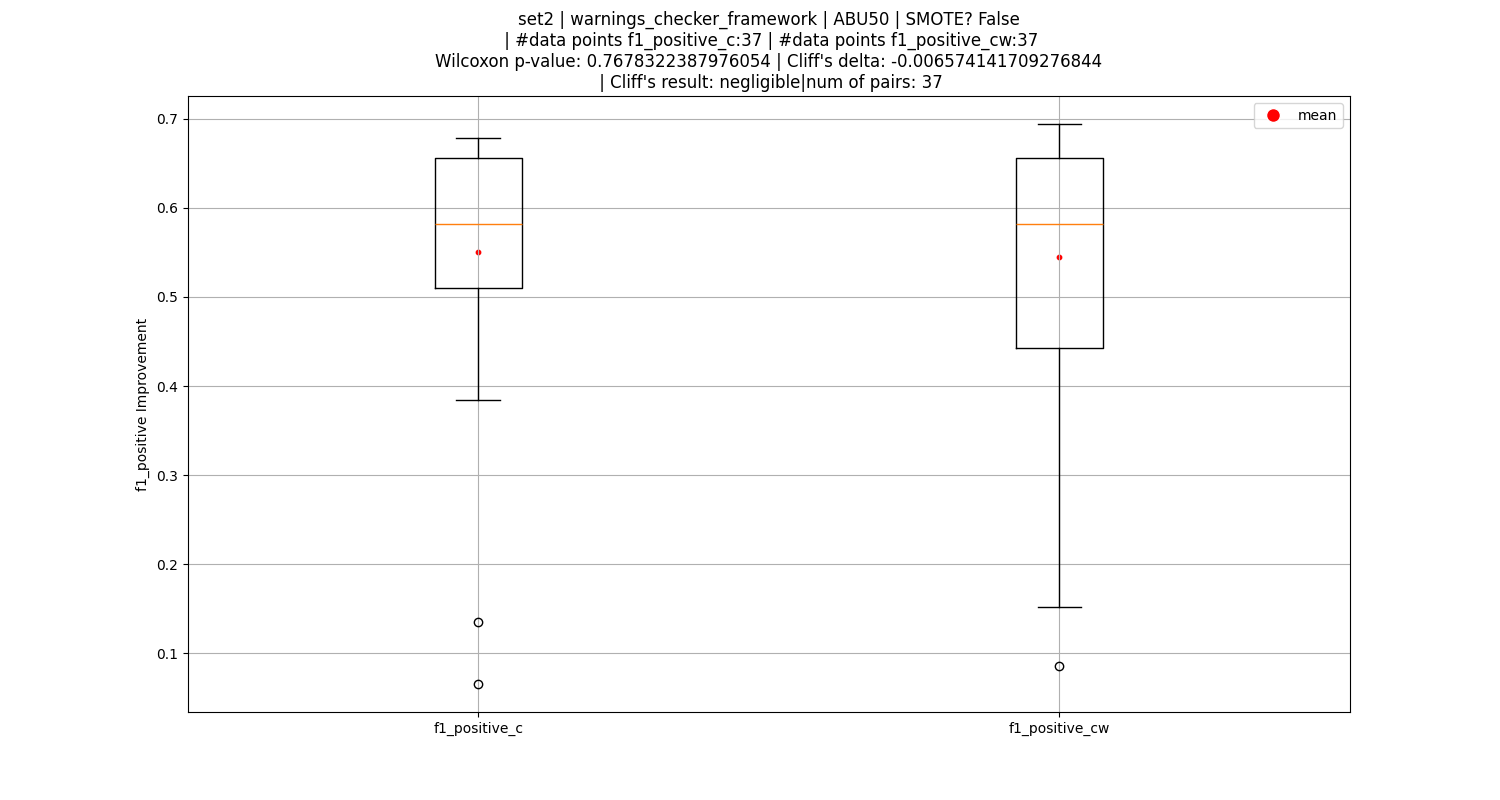 set2 | warnings_checker_framework | ABU50 | SMOTE? False
| #data points f1_positive_c:37 | #data points f1_positive_cw:37
Wilcoxon p-value: 0.7678322387976054 | Cliff's delta: -0.006574141709276844
| Cliff's result: negligible|num of pairs: 37
mean
f1_positive Improvement
0.7
0.6
0.5
0.4
0.3
0.2
0.1
f1_positive_c
f1_positive_cw